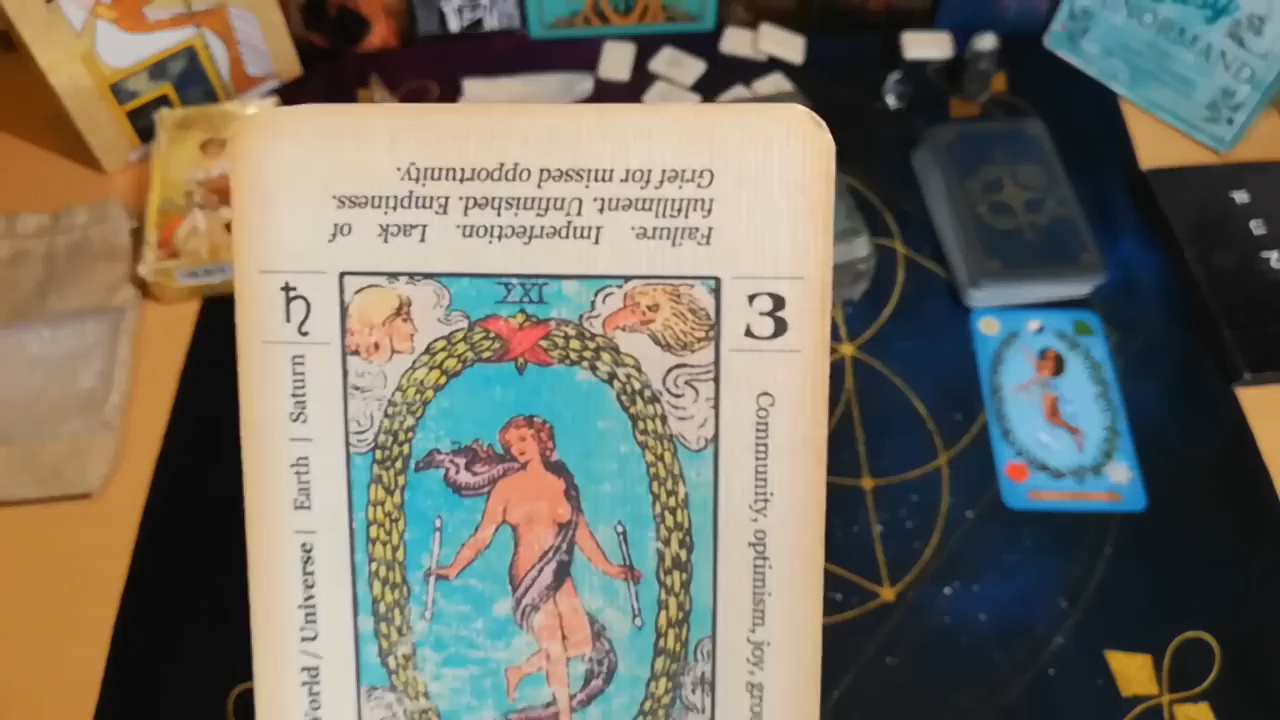 Failure. Imperfection. Lack of
fulfillment. Unfinished. Emptiness.
Grief for missed opportunity.
♄
XXI
3
World / Universe | Earth | Saturn
Community, optimism, joy,
NORMAND